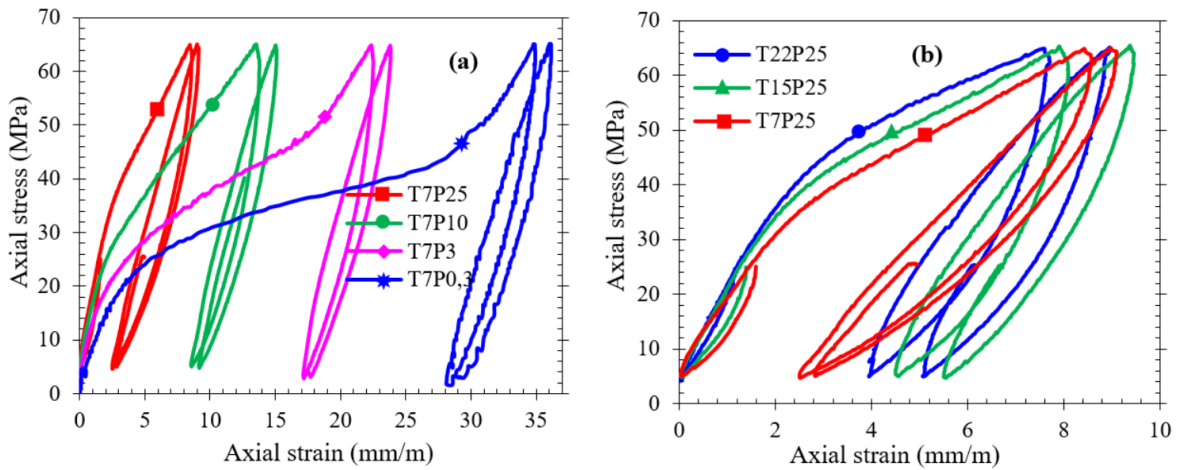 (a)
Axial stress (MPa)
70
60
50
40
30
20
10
0
T7P25
T7P10
T7P3
T7P0,3
0 5 10 15 20 25 30 35
Axial strain (mm/m)
(b)
Axial stress (MPa)
70
60
50
40
30
20
10
0
T22P25
T15P25
T7P25
0 2 4 6 8 10
Axial strain (mm/m)